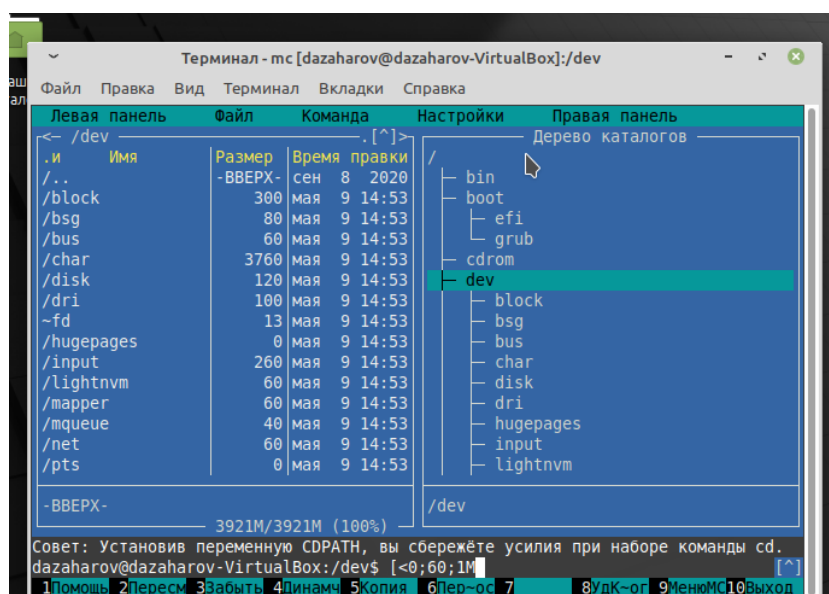 Терминал - mc [dazaharov@dazaharov-VirtualBox]:/dev
Файл Правка Вид Терминал Вкладки Справка
Левая панель Файл Команда Настройки Правая панель
<— /dev .[^]> Дерево каталогов
.и Имя Размер Время правки /
/.. -ВВЕРХ- сен 8 2020 bin
/block 300 мая 9 14:53 boot
/bsg 80 мая 9 14:53 efi
/bus 60 мая 9 14:53 grub
/char 3760 мая 9 14:53 cdrom
/disk 120 мая 9 14:53 dev
/dri 100 мая 9 14:53 block
~fd 13 мая 9 14:53 bsg
/hugepages 0 мая 9 14:53 bus
/input 260 мая 9 14:53 char
/lightnvm 60 мая 9 14:53 disk
/mapper 60 мая 9 14:53 dri
/mqueue 40 мая 9 14:53 hugepages
/net 60 мая 9 14:53 input
/pts 0 мая 9 14:53 lightnvm
-ВВЕРХ- /dev
3921M/3921M (100%)
Совет: Установив переменную CDPATH, вы сбережёте усилия при наборе команды cd.
dazaharov@dazaharov-VirtualBox:/dev$ [<0;60;1M [^]
1Помощь 2Пересм 3Забыть 4Динамч 5Копия 6Пер~ос 7 8УдК~ог 9МенюMC 10Выход